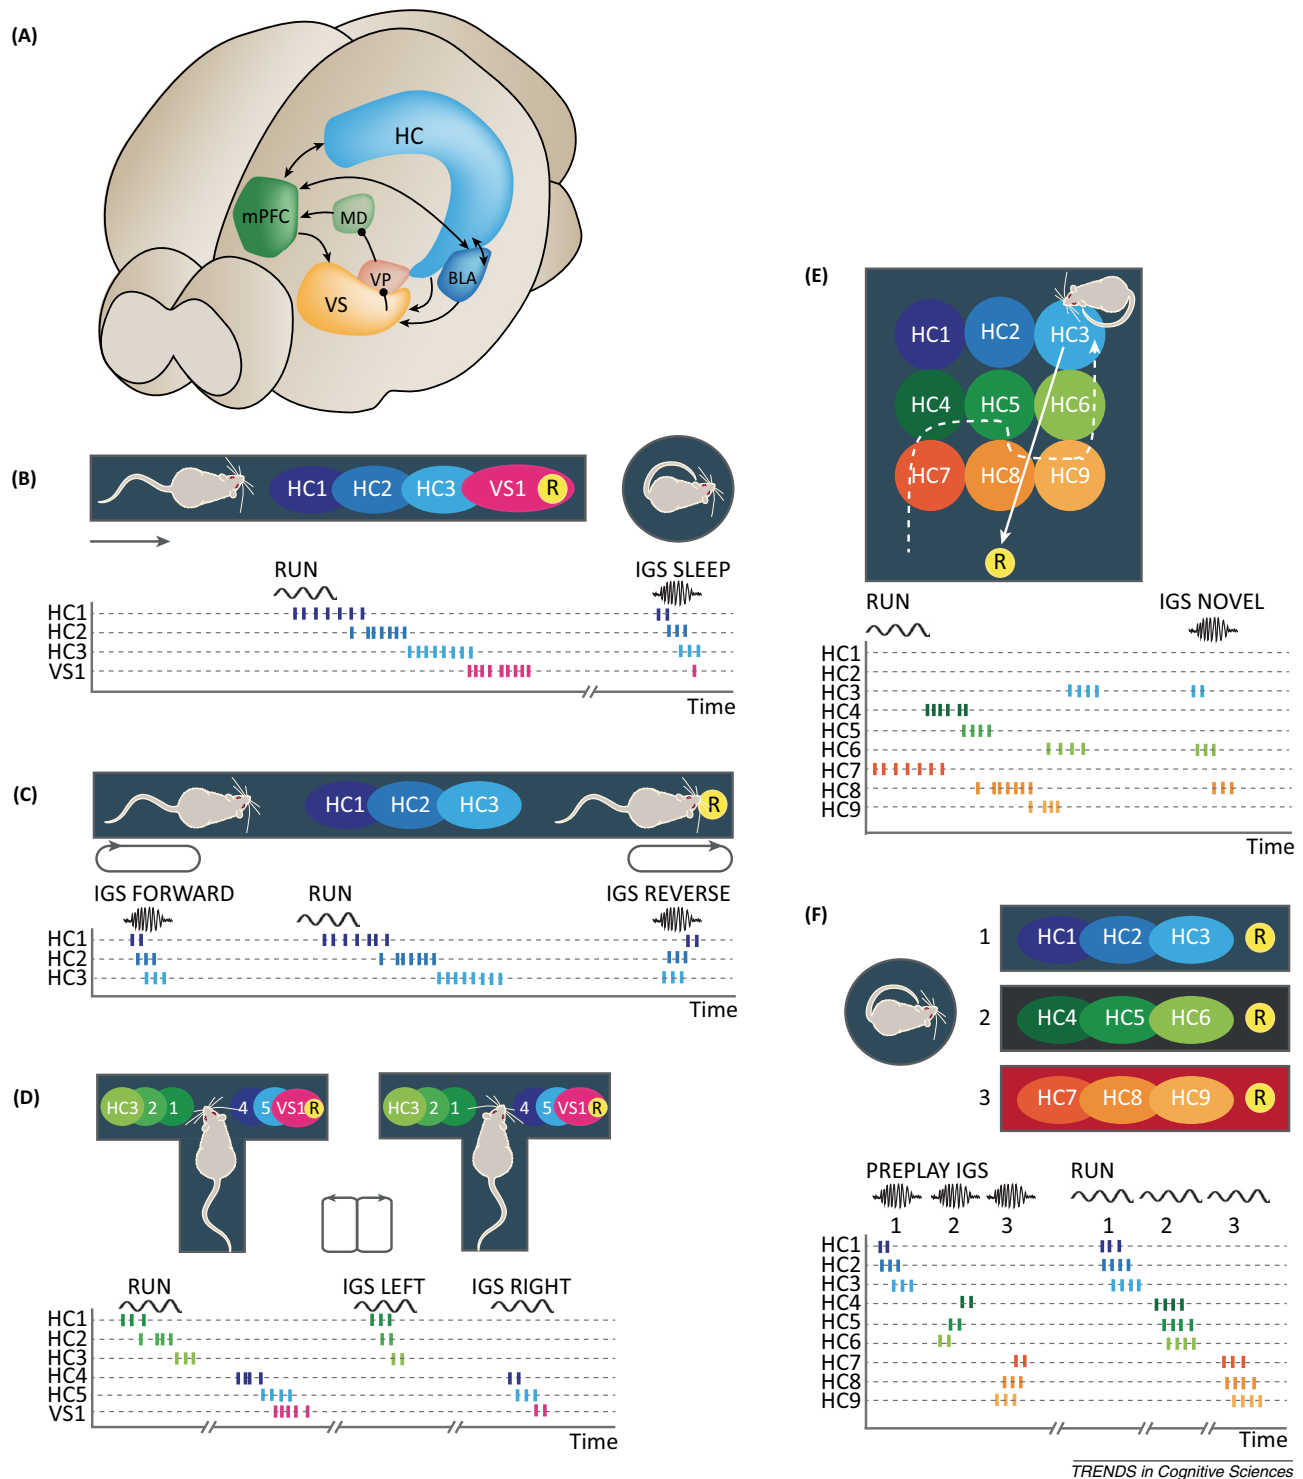 (A)
HC
mPFC
MD
VP
BLA
VS
(B)
HC1 HC2 HC3 VS1 R
RUN
IGS SLEEP
HC1
HC2
HC3
VS1
Time
(C)
HC1 HC2 HC3 R
IGS FORWARD RUN IGS REVERSE
HC1
HC2
HC3
Time
(D)
HC3 2 1 4 5 VS1 R
HC3 2 1 4 5 VS1 R
RUN IGS LEFT IGS RIGHT
HC1
HC2
HC3
HC4
HC5
VS1
Time
(E)
HC1 HC2 HC3
HC4 HC5 HC6
HC7 HC8 HC9
R
RUN IGS NOVEL
HC1
HC2
HC3
HC4
HC5
HC6
HC7
HC8
HC9
Time
(F)
1 HC1 HC2 HC3 R
2 HC4 HC5 HC6 R
3 HC7 HC8 HC9 R
PREPLAY IGS RUN
1 2 3 1 2 3
HC1
HC2
HC3
HC4
HC5
HC6
HC7
HC8
HC9
Time
TRENDS in Cognitive Sciences